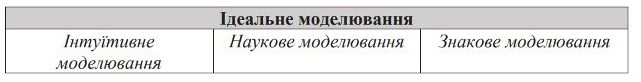 Ідеальне моделювання
Інтуїтивне моделювання
Наукове моделювання
Знакове моделювання